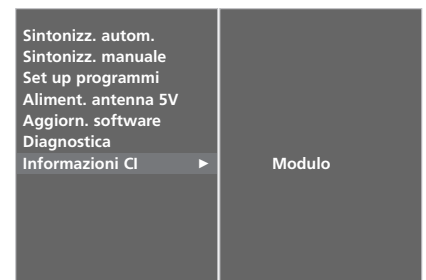 Sintonizz. autom.
Sintonizz. manuale
Set up programmi
Aliment. antenna 5V
Aggiorn. software
Diagnostica
Informazioni CI ► Modulo